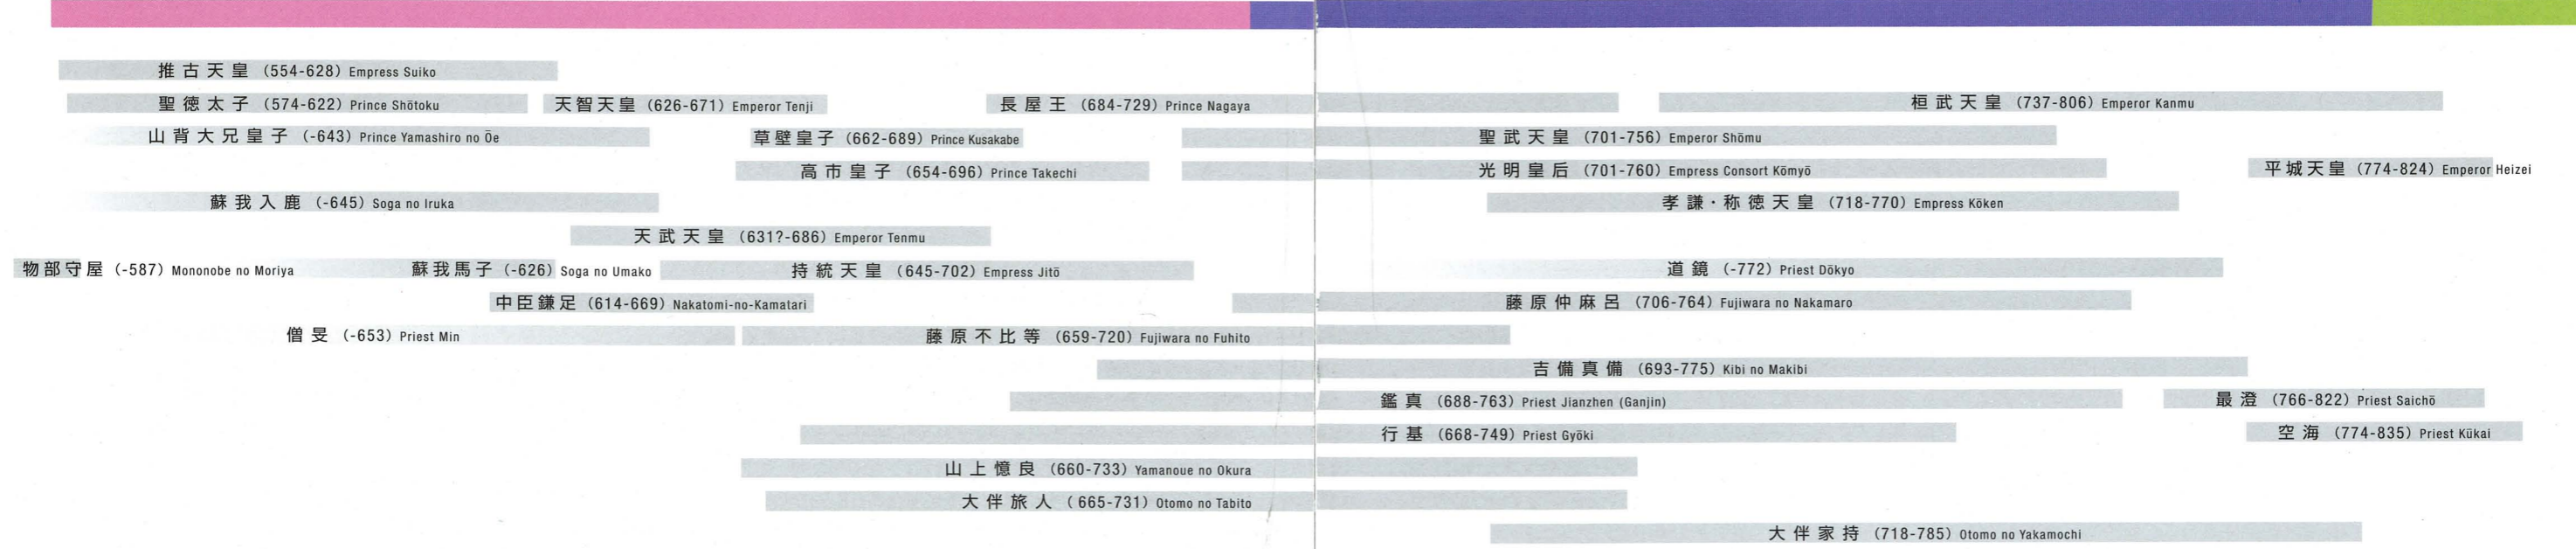 推古天皇 (554-628) Empress Suiko
聖徳太子 (574-622) Prince Shōtoku
天智天皇 (626-671) Emperor Tenji
長屋王 (684-729) Prince Nagaya
桓武天皇 (737-806) Emperor Kanmu
山背大兄皇子 (-643) Prince Yamashiro no Ōe
草壁皇子 (662-689) Prince Kusakabe
聖武天皇 (701-756) Emperor Shōmu
高市皇子 (654-696) Prince Takechi
光明皇后 (701-760) Empress Consort Kōmyō
平城天皇 (774-824) Emperor Heizei
蘇我入鹿 (-645) Soga no Iruka
孝謙・称徳天皇 (718-770) Empress Kōken
天武天皇 (631?-686) Emperor Tenmu
物部守屋 (-587) Mononobe no Moriya
蘇我馬子 (-626) Soga no Umako
持統天皇 (645-702) Empress Jitō
道鏡 (-772) Priest Dōkyo
中臣鎌足 (614-669) Nakatomi-no-Kamatari
藤原仲麻呂 (706-764) Fujiwara no Nakamaro
僧旻 (-653) Priest Min
藤原不比等 (659-720) Fujiwara no Fuhito
吉備真備 (693-775) Kibi no Makibi
鑑真 (688-763) Priest Jianzhen (Ganjin)
最澄 (766-822) Priest Saichō
行基 (668-749) Priest Gyōki
空海 (774-835) Priest Kūkai
山上憶良 (660-733) Yamanoue no Okura
大伴旅人 (665-731) Otomo no Tabito
大伴家持 (718-785) Otomo no Yakamochi